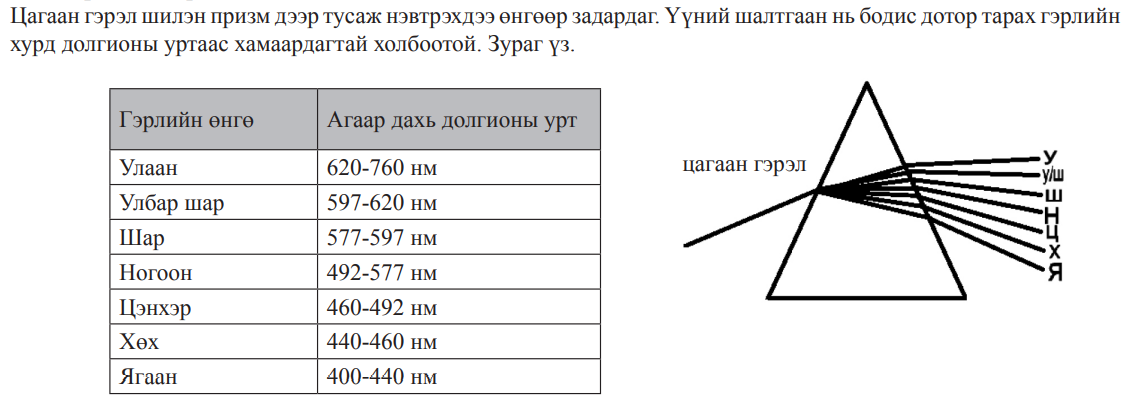 Цагаан гэрэл шилэн призм дээр тусаж нэвтрэхдээ өнгөөр задардаг. Үүний шалтгаан нь бодис дотор тарах гэрлийн
хурд долгионы уртаас хамаардагтай холбоотой. Зураг үз.
Гэрлийн өнгө Агаар дахь долгионы урт
Улаан 620-760 нм
Улбар шар 597-620 нм
Шар 577-597 нм
Ногоон 492-577 нм
Цэнхэр 460-492 нм
Хөх 440-460 нм
Ягаан 400-440 нм
цагаан гэрэл
У
у/ш
Ш
Н
Ц
Х
Я